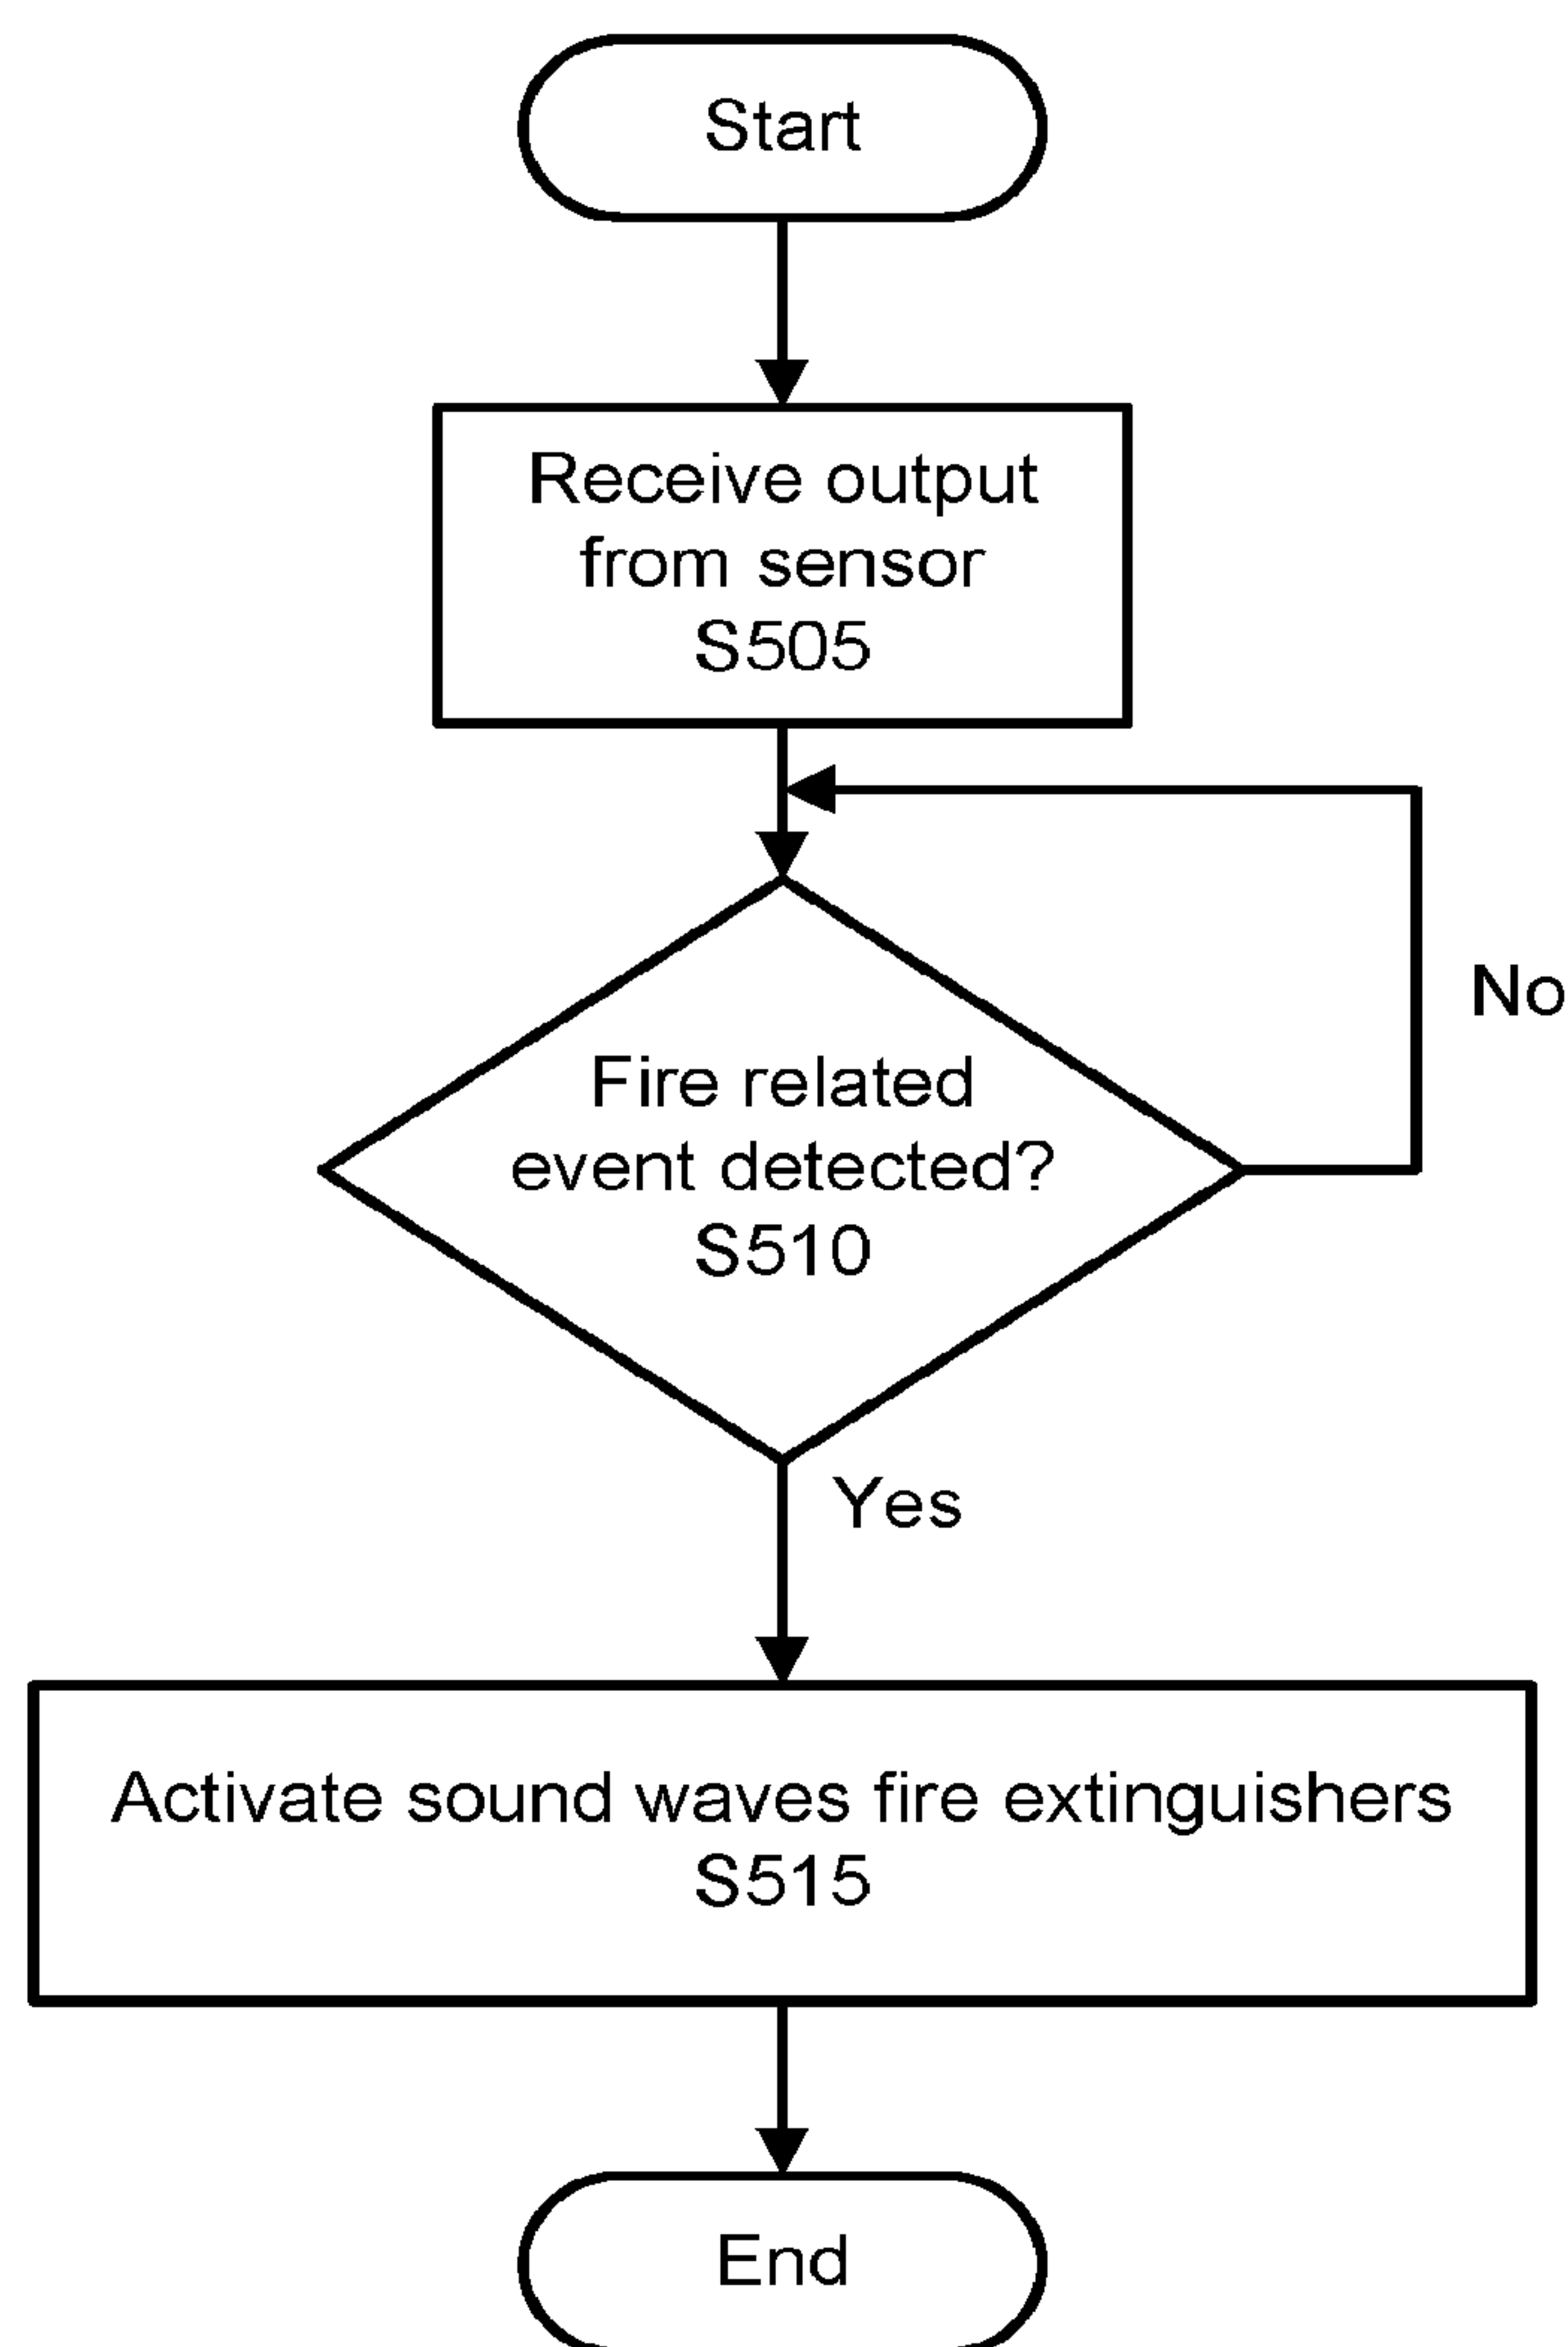 Start
Receive output
from sensor
S505
No
Fire related
event detected?
S510
Yes
Activate sound waves fire extinguishers
S515
End